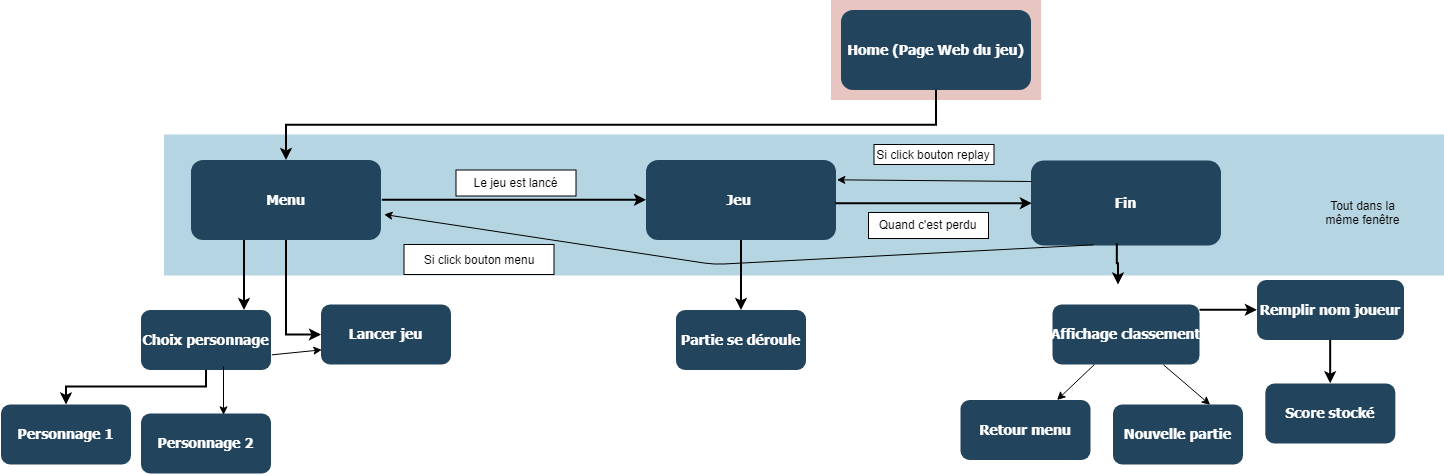 Home (Page Web du jeu)
Si click bouton replay
Menu
Le jeu est lancé
Jeu
Fin
Tout dans la
même fenêtre
Quand c'est perdu
Si click bouton menu
Choix personnage
Lancer jeu
Partie se déroule
Affichage classement
Remplir nom joueur
Personnage 1
Personnage 2
Retour menu
Nouvelle partie
Score stocké